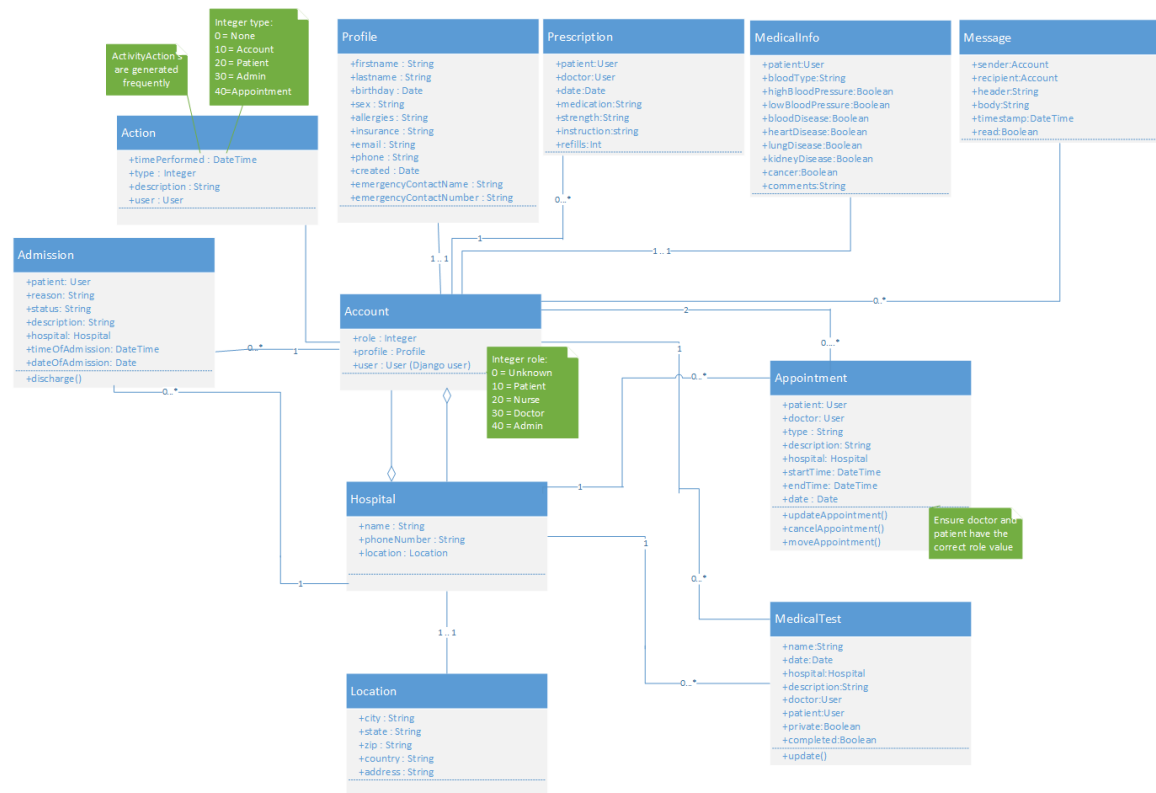 Integer type:
0 = None
10 = Account
20 = Patient
30 = Admin
40=Appointment
ActivityAction's
are generated
frequently
Action
+timePerformed : DateTime
+type : Integer
+description : String
+user : User
Profile
+firstname : String
+lastname : String
+birthday : Date
+sex : String
+allergies : String
+insurance : String
+email : String
+phone : String
+created : Date
+emergencyContactName : String
+emergencyContactNumber : String
Prescription
+patient:User
+doctor:User
+date:Date
+medication:String
+strength:String
+instruction:string
+refills:Int
MedicalInfo
+patient:User
+bloodType:String
+highBloodPressure:Boolean
+lowBloodPressure:Boolean
+bloodDisease:Boolean
+heartDisease:Boolean
+lungDisease:Boolean
+kidneyDisease:Boolean
+cancer:Boolean
+comments:String
Message
+sender:Account
+recipient:Account
+header:String
+body:String
+timestamp:DateTime
+read:Boolean
0...*
1
1 .. 1
1 .. 1
0..*
2
0....*
Admission
+patient: User
+reason: String
+status: String
+description: String
+hospital: Hospital
+timeOfAdmission: DateTime
+dateOfAdmission: Date
+discharge()
0...*
1
0...*
Account
+role : Integer
+profile : Profile
+user : User (Django user)
Integer role:
0 = Unknown
10 = Patient
20 = Nurse
30 = Doctor
40 = Admin
1
0...*
Appointment
+patient: User
+doctor: User
+type : String
+description: String
+hospital: Hospital
+startTime: DateTime
+endTime: DateTime
+date : Date
+updateAppointment()
+cancelAppointment()
+moveAppointment()
Ensure doctor and
patient have the
correct role value
Hospital
+name : String
+phoneNumber : String
+location : Location
1
1
1
0...*
0...*
1 .. 1
Location
+city : String
+state : String
+zip : String
+country : String
+address : String
MedicalTest
+name:String
+date:Date
+hospital:Hospital
+description:String
+doctor:User
+patient:User
+private:Boolean
+completed:Boolean
+update()